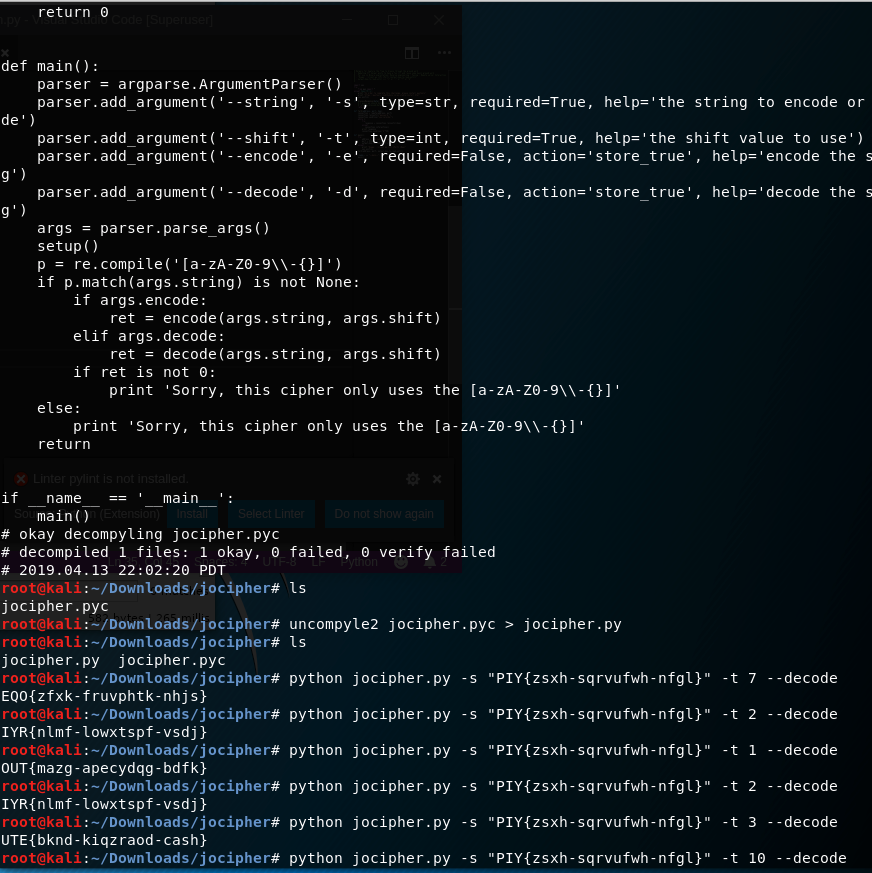 return 0
.py - Visual Studio Code [Superuser]
def main():
    parser = argparse.ArgumentParser()
    parser.add_argument('--string', '-s', type=str, required=True, help='the string to encode or
de')
    parser.add_argument('--shift', '-t', type=int, required=True, help='the shift value to use')
    parser.add_argument('--encode', '-e', required=False, action='store_true', help='encode the s
g')
    parser.add_argument('--decode', '-d', required=False, action='store_true', help='decode the s
g')
    args = parser.parse_args()
    setup()
    p = re.compile('[a-zA-Z0-9\\-{}]')
    if p.match(args.string) is not None:
        if args.encode:
            ret = encode(args.string, args.shift)
        elif args.decode:
            ret = decode(args.string, args.shift)
        if ret is not 0:
            print 'Sorry, this cipher only uses the [a-zA-Z0-9\\-{}]'
    else:
        print 'Sorry, this cipher only uses the [a-zA-Z0-9\\-{}]'
    return
Linter pylint is not installed.
if __name__ == '__main__':
    main()
(Extension) Install Select Linter Do not show again
# okay decompyling jocipher.pyc
# decompiled 1 files: 1 okay, 0 failed, 0 verify failed
UTF-8 LF Python 2
# 2019.04.13 22:02:20 PDT
root@kali:~/Downloads/jocipher# ls
jocipher.pyc
root@kali:~/Downloads/jocipher# uncompyle2 jocipher.pyc > jocipher.py
root@kali:~/Downloads/jocipher# ls
jocipher.py  jocipher.pyc
root@kali:~/Downloads/jocipher# python jocipher.py -s "PIY{zsxh-sqrvufwh-nfgl}" -t 7 --decode
EQO{zfxk-fruvphtk-nhjs}
root@kali:~/Downloads/jocipher# python jocipher.py -s "PIY{zsxh-sqrvufwh-nfgl}" -t 2 --decode
IYR{nlmf-lowxtspf-vsdj}
root@kali:~/Downloads/jocipher# python jocipher.py -s "PIY{zsxh-sqrvufwh-nfgl}" -t 1 --decode
OUT{mazg-apecydqg-bdfk}
root@kali:~/Downloads/jocipher# python jocipher.py -s "PIY{zsxh-sqrvufwh-nfgl}" -t 2 --decode
IYR{nlmf-lowxtspf-vsdj}
root@kali:~/Downloads/jocipher# python jocipher.py -s "PIY{zsxh-sqrvufwh-nfgl}" -t 3 --decode
UTE{bknd-kiqzraod-cash}
root@kali:~/Downloads/jocipher# python jocipher.py -s "PIY{zsxh-sqrvufwh-nfgl}" -t 10 --decode